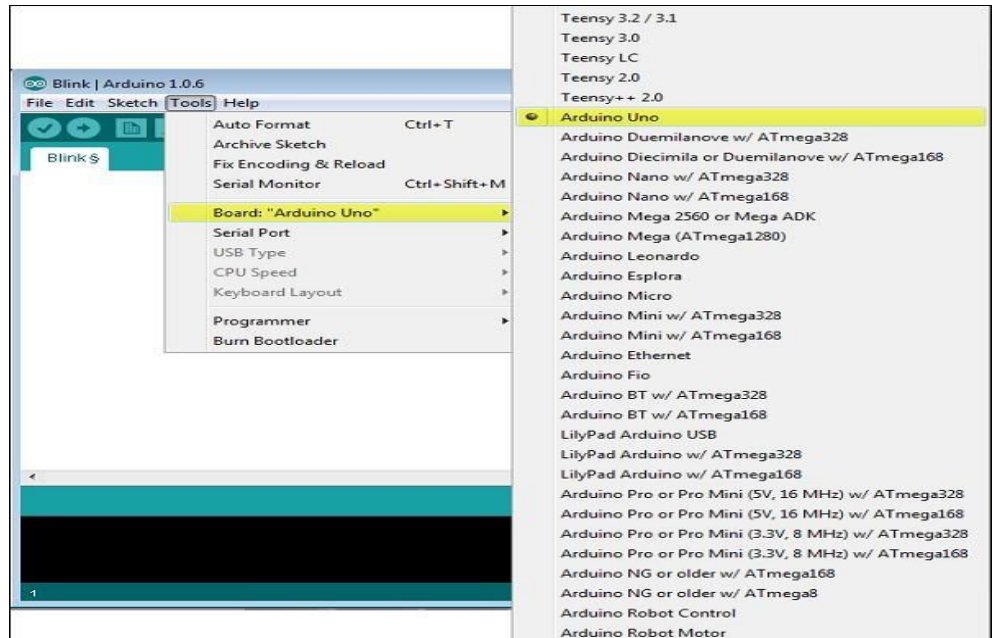 Blink | Arduino 1.0.6
File Edit Sketch Tools Help
Blink §
Auto Format Ctrl+T
Archive Sketch
Fix Encoding & Reload
Serial Monitor Ctrl+Shift+M
Board: "Arduino Uno"
Serial Port
USB Type
CPU Speed
Keyboard Layout
Programmer
Burn Bootloader
1
Teensy 3.2 / 3.1
Teensy 3.0
Teensy LC
Teensy 2.0
Teensy++ 2.0
Arduino Uno
Arduino Duemilanove w/ ATmega328
Arduino Diecimila or Duemilanove w/ ATmega168
Arduino Nano w/ ATmega328
Arduino Nano w/ ATmega168
Arduino Mega 2560 or Mega ADK
Arduino Mega (ATmega1280)
Arduino Leonardo
Arduino Esplora
Arduino Micro
Arduino Mini w/ ATmega328
Arduino Mini w/ ATmega168
Arduino Ethernet
Arduino Fio
Arduino BT w/ ATmega328
Arduino BT w/ ATmega168
LilyPad Arduino USB
LilyPad Arduino w/ ATmega328
LilyPad Arduino w/ ATmega168
Arduino Pro or Pro Mini (5V, 16 MHz) w/ ATmega328
Arduino Pro or Pro Mini (5V, 16 MHz) w/ ATmega168
Arduino Pro or Pro Mini (3.3V, 8 MHz) w/ ATmega328
Arduino Pro or Pro Mini (3.3V, 8 MHz) w/ ATmega168
Arduino NG or older w/ ATmega168
Arduino NG or older w/ ATmega8
Arduino Robot Control
Arduino Robot Motor